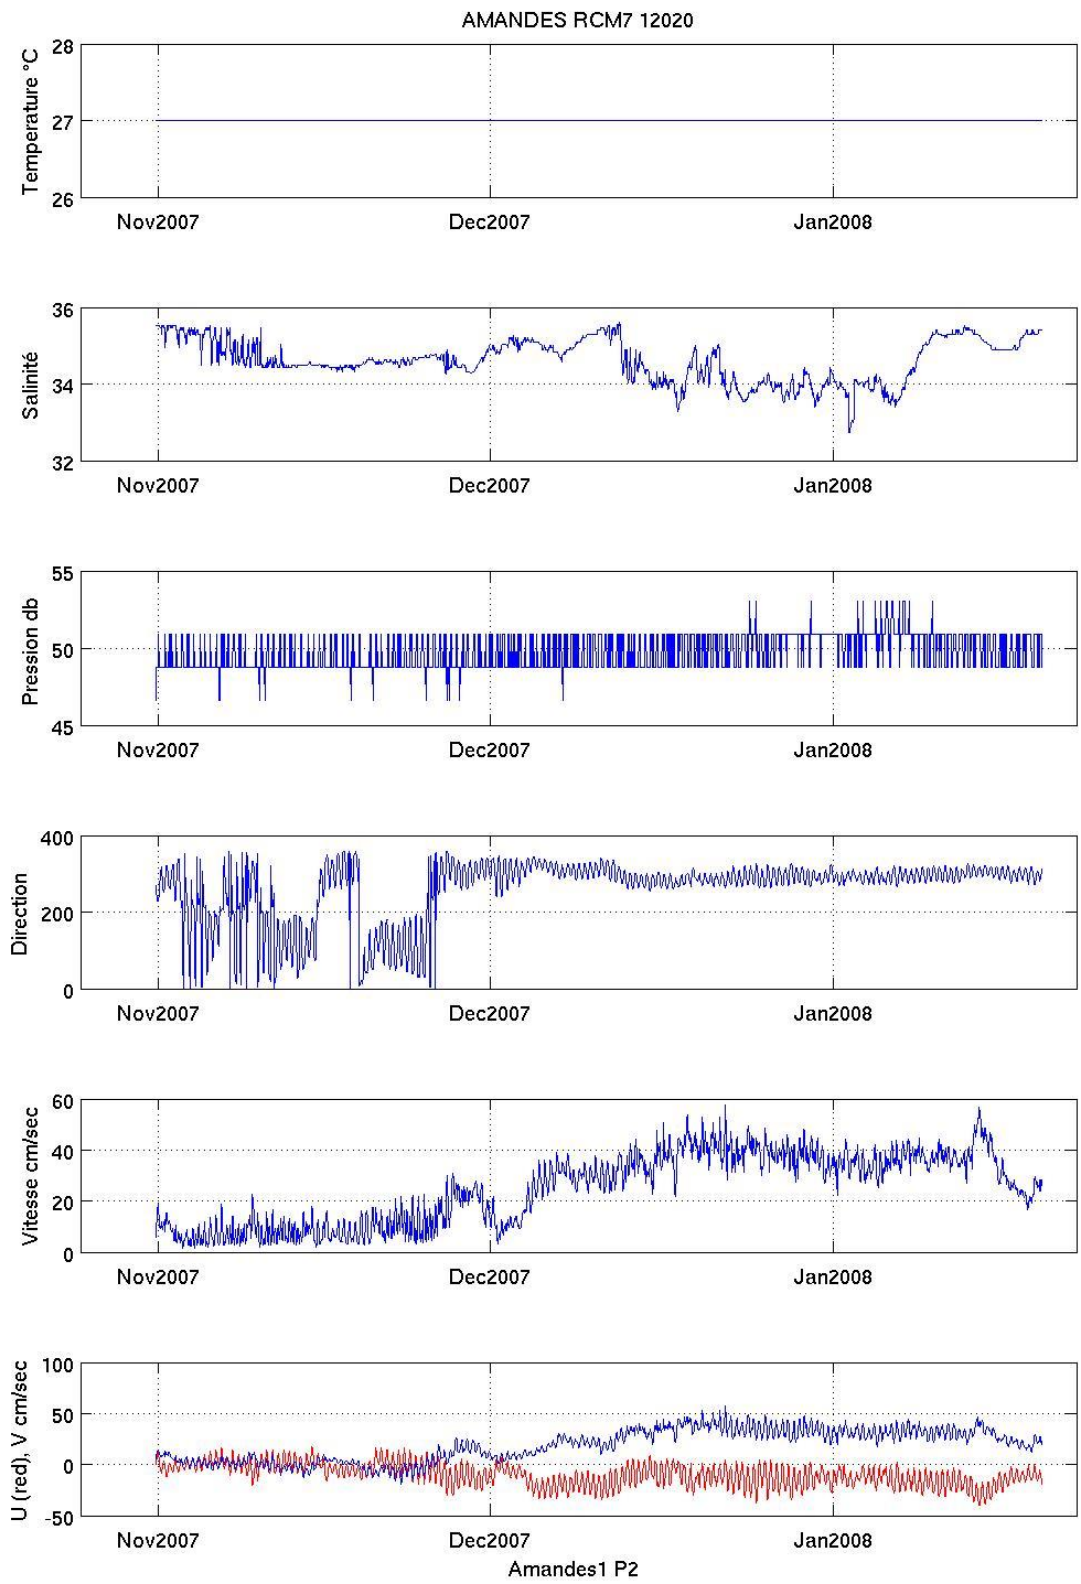 AMANDES RCM7 12020
Temperature °C
28
27
26
Nov2007 Dec2007 Jan2008
Salinité
36
34
32
Nov2007 Dec2007 Jan2008
Pression db
55
50
45
Nov2007 Dec2007 Jan2008
Direction
400
200
0
Nov2007 Dec2007 Jan2008
Vitesse cm/sec
60
40
20
0
Nov2007 Dec2007 Jan2008
U (red), V cm/sec
100
50
0
-50
Nov2007 Dec2007 Jan2008
Amandes1 P2